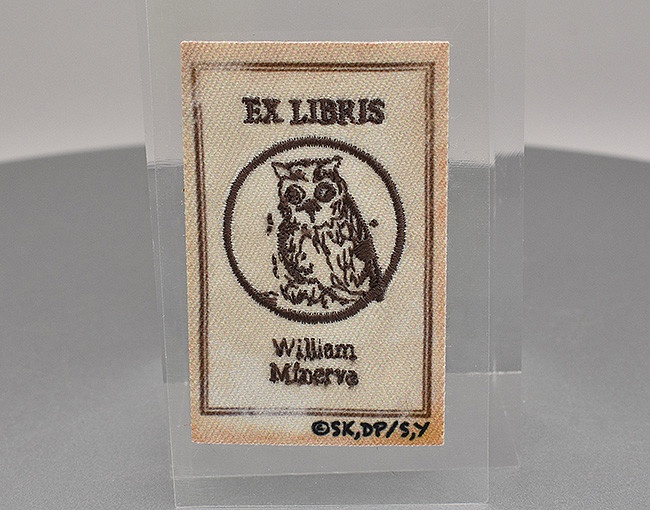 EX LIBRIS
William
Minerva
©SK,DP/S,Y